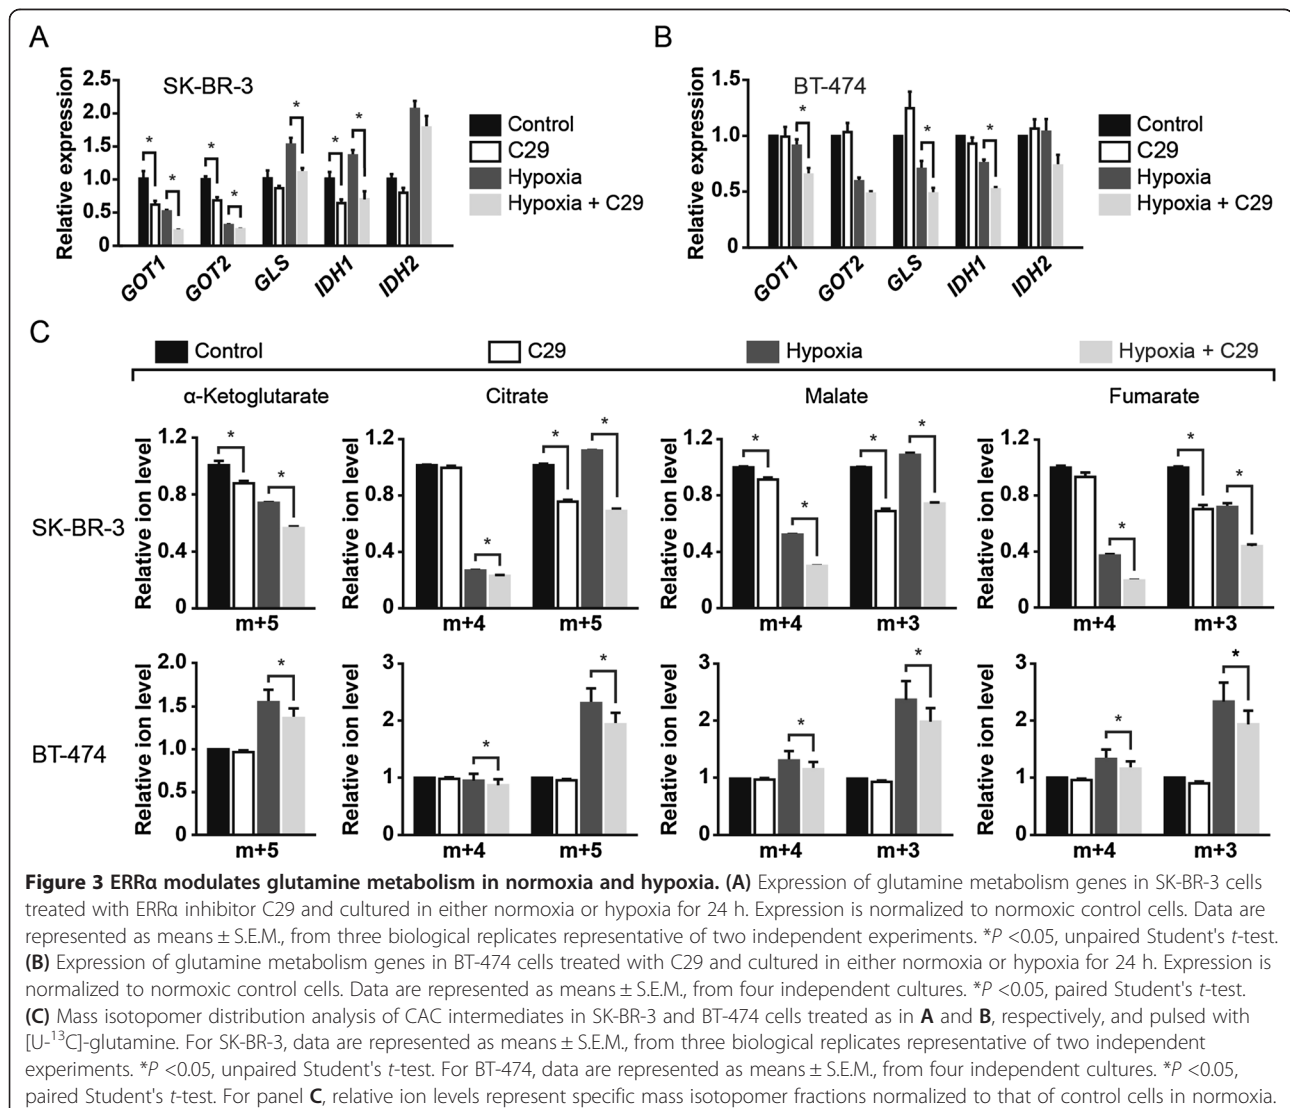 A
B
2.5
2.0
1.5
1.0
0.5
0
Relative expression
SK-BR-3
* * * * * * *
GOT1 GOT2 GLS IDH1 IDH2
Control
C29
Hypoxia
Hypoxia + C29
1.5
1.0
0.5
0
Relative expression
BT-474
* * *
GOT1 GOT2 GLS IDH1 IDH2
Control
C29
Hypoxia
Hypoxia + C29
C
Control C29 Hypoxia Hypoxia + C29
α-Ketoglutarate Citrate Malate Fumarate
SK-BR-3
Relative ion level
1.2
0.8
0.4
0
* *
m+5
Relative ion level
1.2
0.8
0.4
0
* * *
m+4 m+5
Relative ion level
1.2
0.8
0.4
0
* * * *
m+4 m+3
Relative ion level
1.2
0.8
0.4
0
* * *
m+4 m+3
BT-474
Relative ion level
2.0
1.5
1.0
0.5
0
*
m+5
Relative ion level
3
2
1
0
* *
m+4 m+5
Relative ion level
3
2
1
0
* *
m+4 m+3
Relative ion level
3
2
1
0
* *
m+4 m+3
Figure 3 ERRα modulates glutamine metabolism in normoxia and hypoxia. (A) Expression of glutamine metabolism genes in SK-BR-3 cells
treated with ERRα inhibitor C29 and cultured in either normoxia or hypoxia for 24 h. Expression is normalized to normoxic control cells. Data are
represented as means ± S.E.M., from three biological replicates representative of two independent experiments. *P <0.05, unpaired Student's t-test.
(B) Expression of glutamine metabolism genes in BT-474 cells treated with C29 and cultured in either normoxia or hypoxia for 24 h. Expression is
normalized to normoxic control cells. Data are represented as means ± S.E.M., from four independent cultures. *P <0.05, paired Student's t-test.
(C) Mass isotopomer distribution analysis of CAC intermediates in SK-BR-3 and BT-474 cells treated as in A and B, respectively, and pulsed with
[U-¹³C]-glutamine. For SK-BR-3, data are represented as means ± S.E.M., from three biological replicates representative of two independent
experiments. *P <0.05, unpaired Student's t-test. For BT-474, data are represented as means ± S.E.M., from four independent cultures. *P <0.05,
paired Student's t-test. For panel C, relative ion levels represent specific mass isotopomer fractions normalized to that of control cells in normoxia.